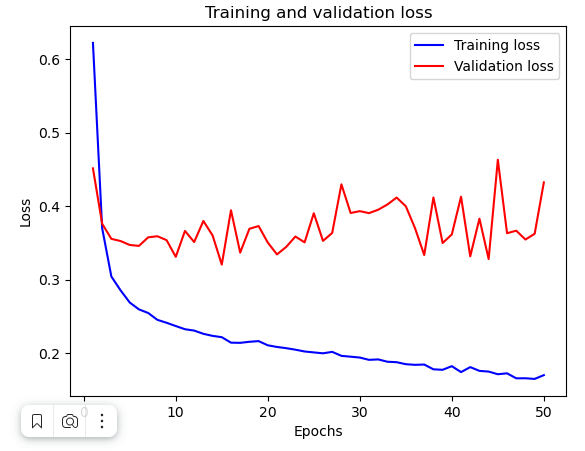 Training and validation loss
Training loss
Validation loss
0.6
0.5
0.4
0.3
0.2
Loss
0 10 20 30 40 50
Epochs